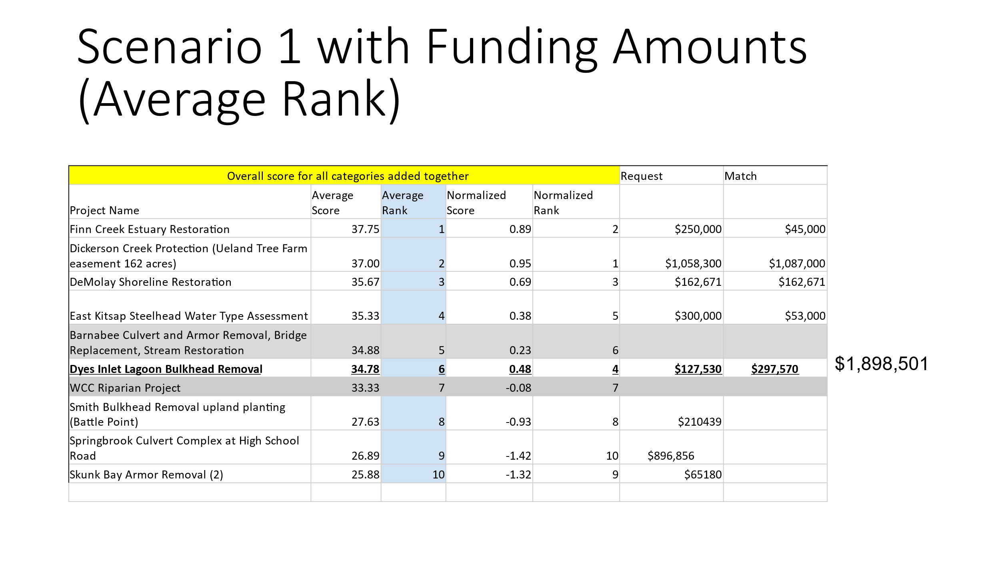 Scenario 1 with Funding Amounts
(Average Rank)
Overall score for all categories added together Request Match
Project Name Average Score Average Rank Normalized Score Normalized Rank
Finn Creek Estuary Restoration 37.75 1 0.89 2 $250,000 $45,000
Dickerson Creek Protection (Ueland Tree Farm
easement 162 acres) 37.00 2 0.95 1 $1,058,300 $1,087,000
DeMolay Shoreline Restoration 35.67 3 0.69 3 $162,671 $162,671
East Kitsap Steelhead Water Type Assessment 35.33 4 0.38 5 $300,000 $53,000
Barnabee Culvert and Armor Removal, Bridge
Replacement, Stream Restoration 34.88 5 0.23 6
Dyes Inlet Lagoon Bulkhead Removal 34.78 6 0.48 4 $127,530 $297,570 $1,898,501
WCC Riparian Project 33.33 7 -0.08 7
Smith Bulkhead Removal upland planting
(Battle Point) 27.63 8 -0.93 8 $210439
Springbrook Culvert Complex at High School
Road 26.89 9 -1.42 10 $896,856
Skunk Bay Armor Removal (2) 25.88 10 -1.32 9 $65180